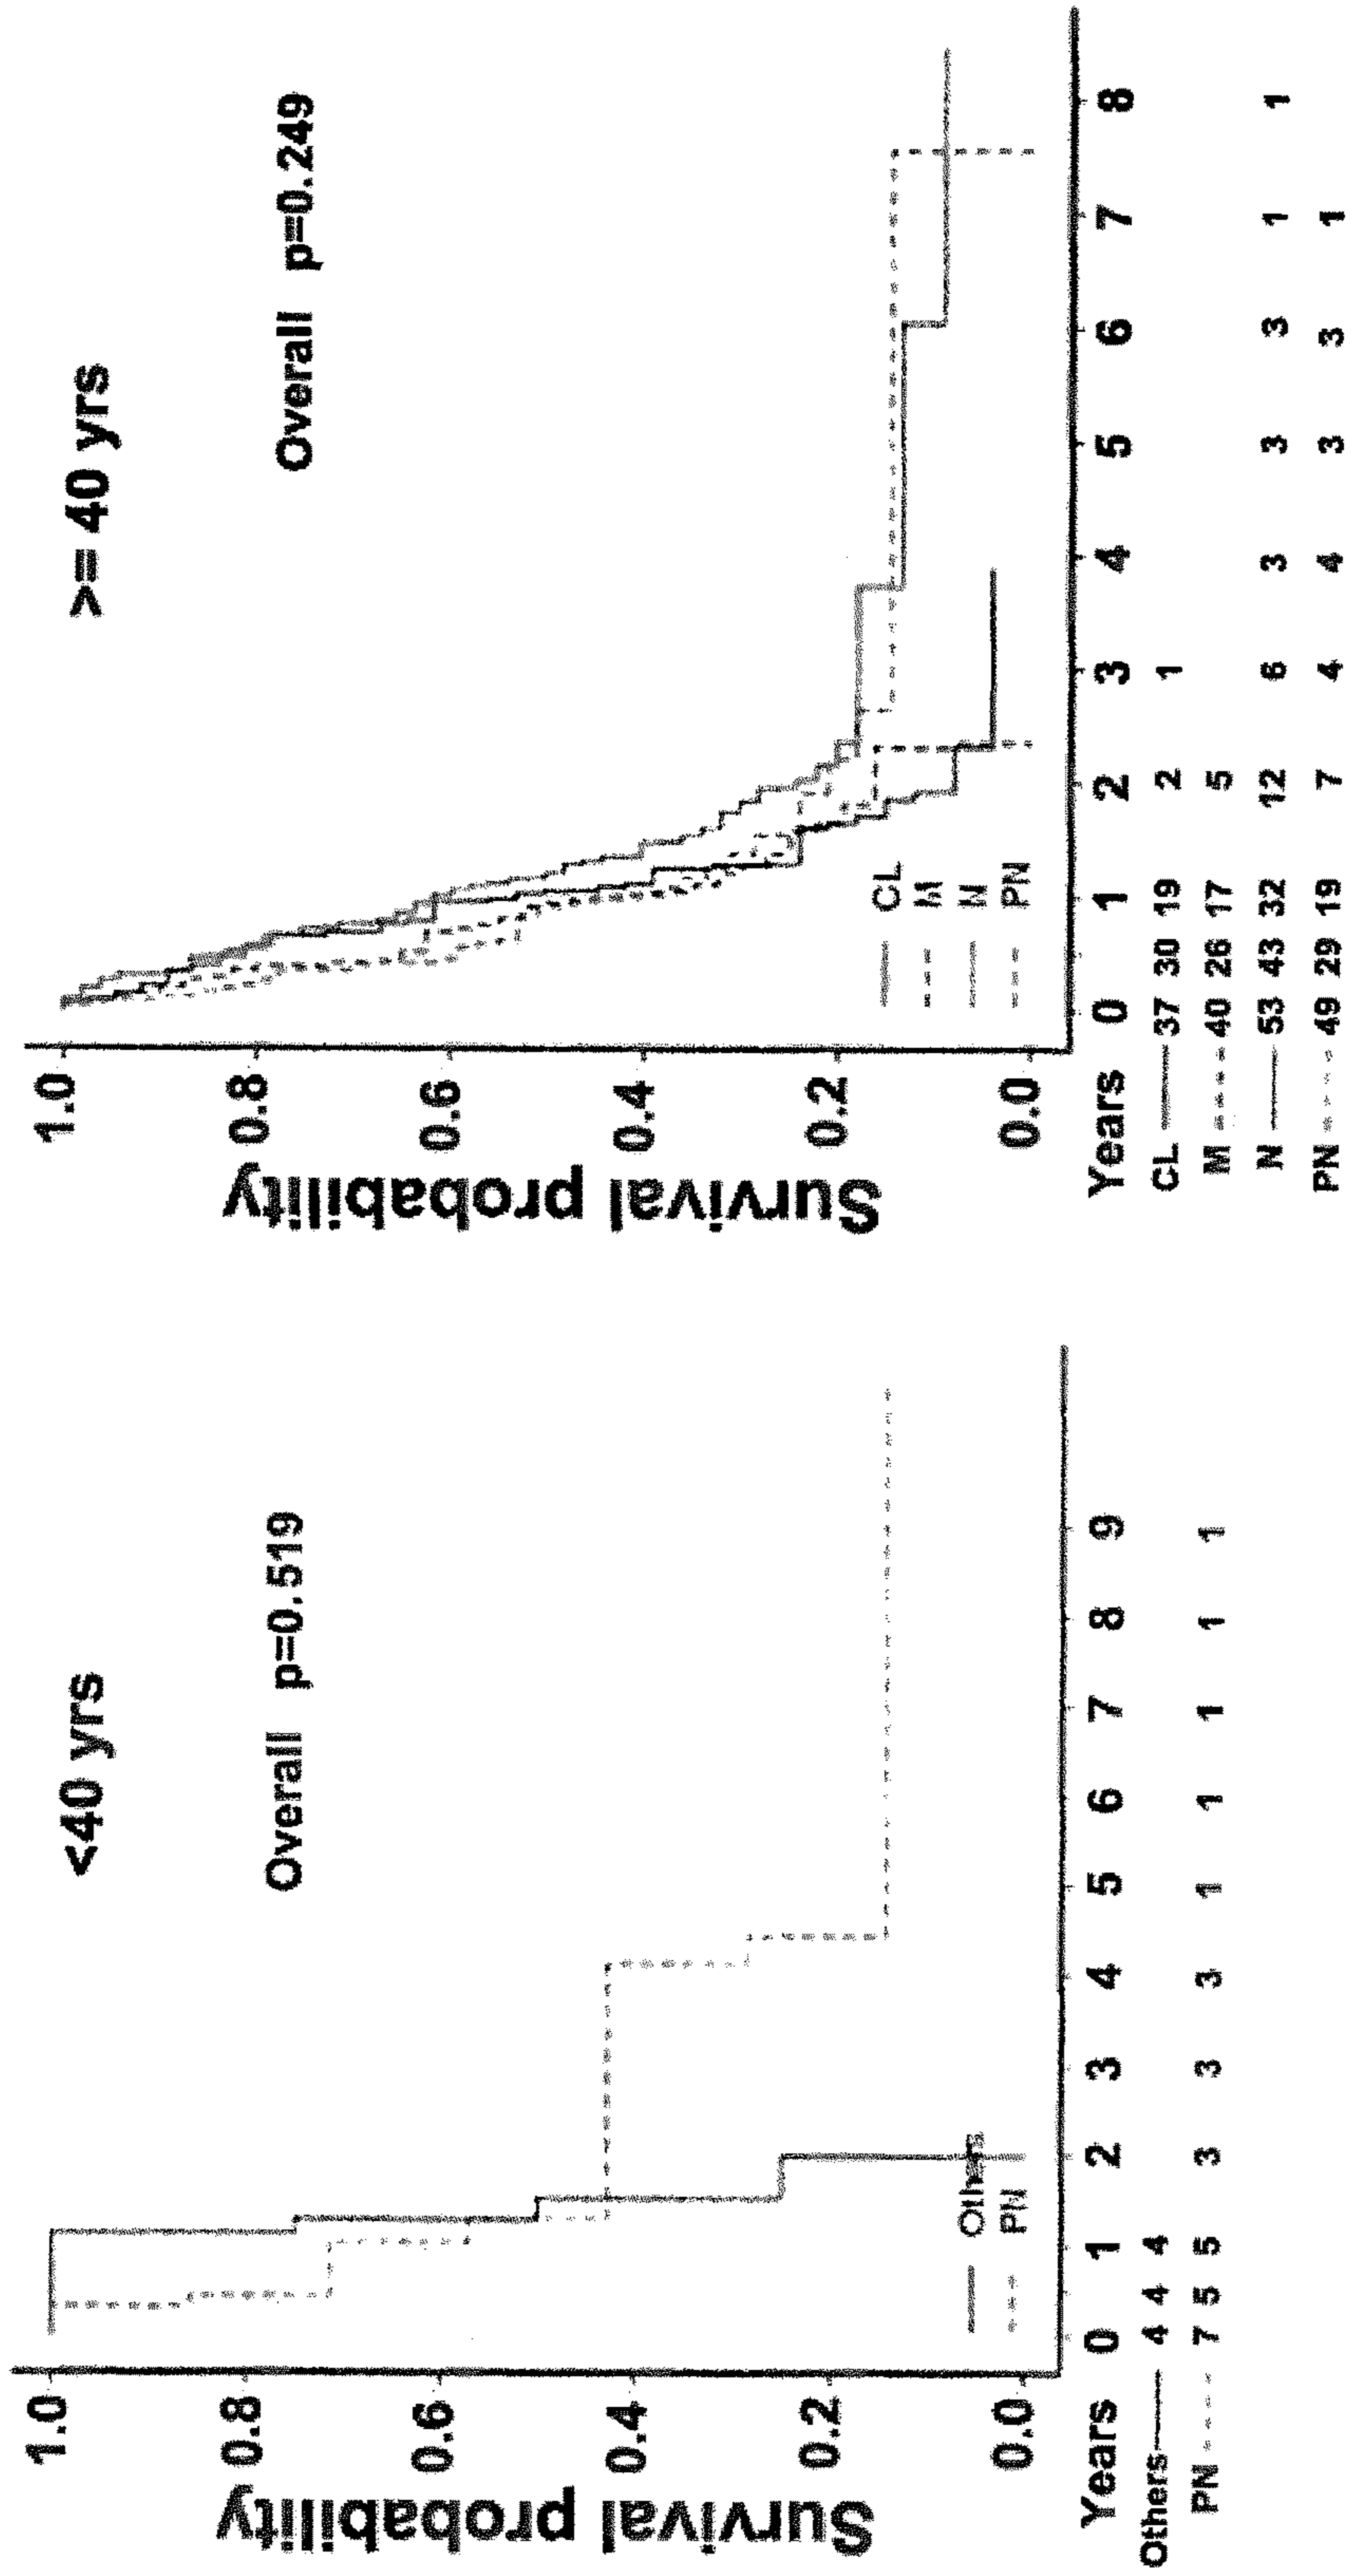 <40 yrs
Overall p=0.519
Survival probability
1.0
0.8
0.6
0.4
0.2
0.0
Others
PN
Years 0 1 2 3 4 5 6 7 8 9
Others 4 4 4
PN 7 5 5 3 3 3 1 1 1 1 1
>= 40 yrs
Overall p=0.249
Survival probability
1.0
0.8
0.6
0.4
0.2
0.0
CL
M
N
PN
Years 0 1 2 3 4 5 6 7 8
CL 37 30 19 2 1
M 40 26 17 5
N 53 43 32 12 6 3 3 3 1 1
PN 49 29 19 7 4 4 3 3 1